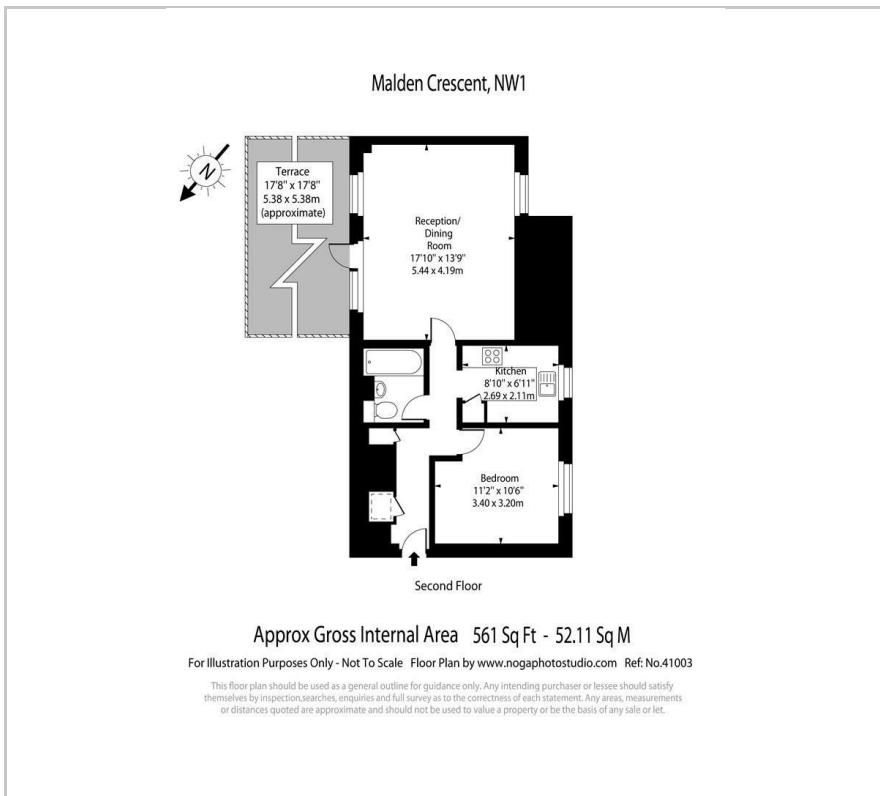 Malden Crescent, NW1
N
Terrace
17'8" x 17'8"
5.38 x 5.38m
(approximate)
Reception/
Dining
Room
17'10" x 13'9"
5.44 x 4.19m
Kitchen
8'10" x 6'11"
2.69 x 2.11m
Bedroom
11'2" x 10'6"
3.40 x 3.20m
Second Floor
Approx Gross Internal Area 561 Sq Ft - 52.11 Sq M
For Illustration Purposes Only - Not To Scale Floor Plan by www.nogaphotostudio.com Ref: No.41003
This floor plan should be used as a general outline for guidance only. Any intending purchaser or lessee should satisfy
themselves by inspection,searches, enquiries and full survey as to the correctness of each statement. Any areas, measurements
or distances quoted are approximate and should not be used to value a property or be the basis of any sale or let.